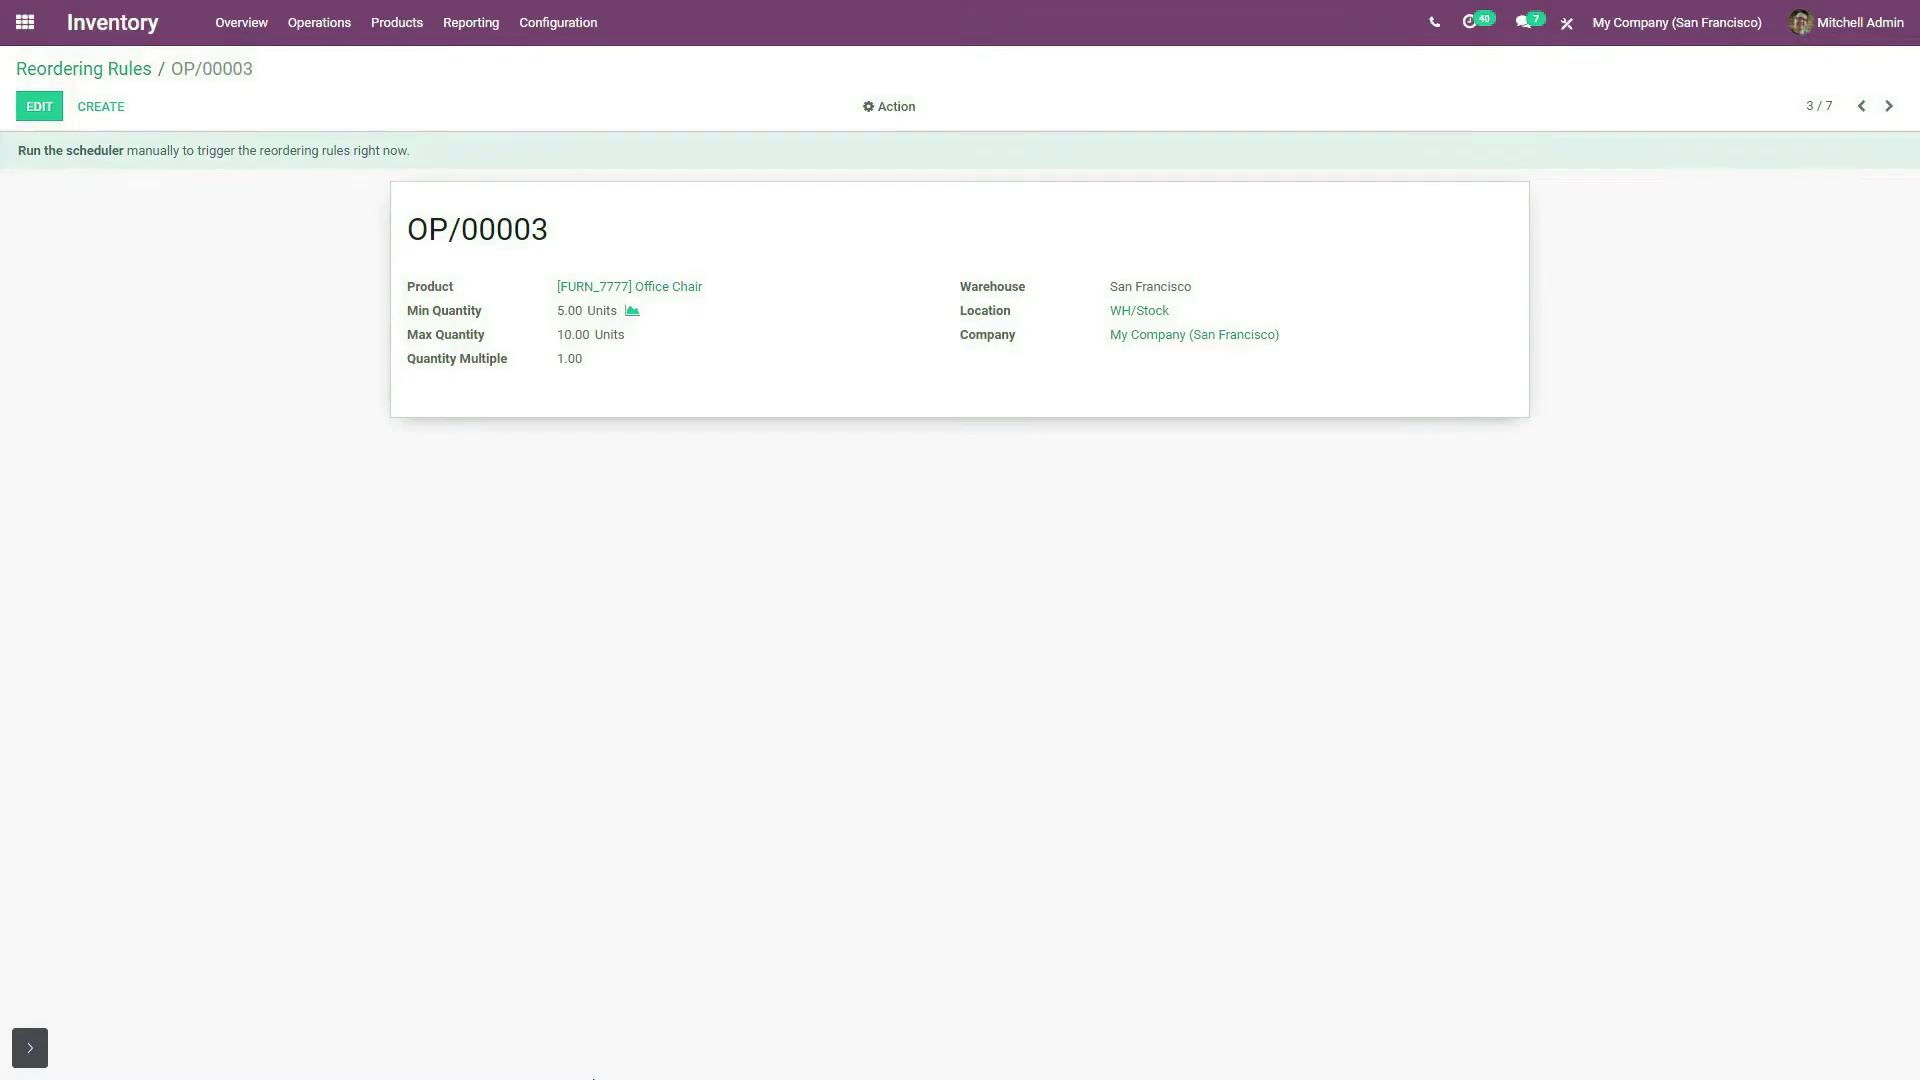 Inventory Overview Operations Products Reporting Configuration 40 7 My Company (San Francisco) Mitchell Admin
Reordering Rules / OP/00003
EDIT CREATE Action 3 / 7
Run the scheduler manually to trigger the reordering rules right now.
OP/00003
Product [FURN_7777] Office Chair Warehouse San Francisco
Min Quantity 5.00 Units Location WH/Stock
Max Quantity 10.00 Units Company My Company (San Francisco)
Quantity Multiple 1.00